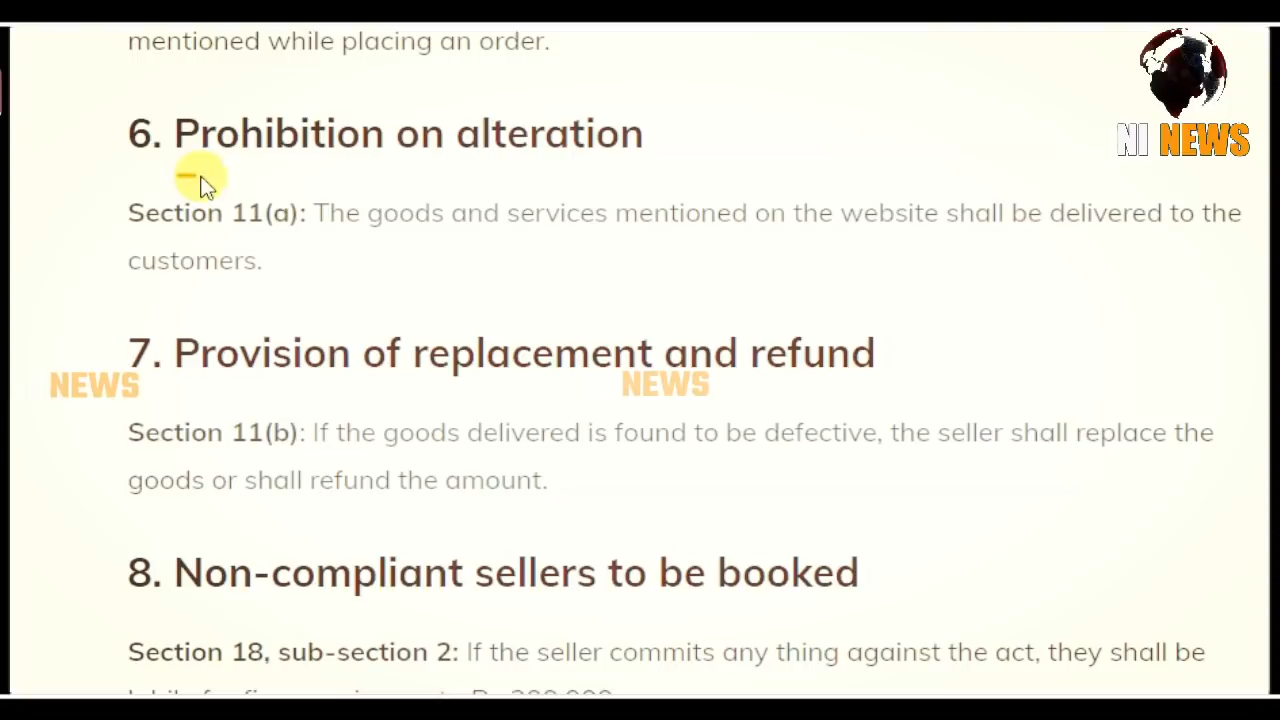 mentioned while placing an order.
NI NEWS
6. Prohibition on alteration
Section 11(a): The goods and services mentioned on the website shall be delivered to the
customers.
7. Provision of replacement and refund
NEWS
NEWS
Section 11(b): If the goods delivered is found to be defective, the seller shall replace the
goods or shall refund the amount.
8. Non-compliant sellers to be booked
Section 18, sub-section 2: If the seller commits any thing against the act, they shall be